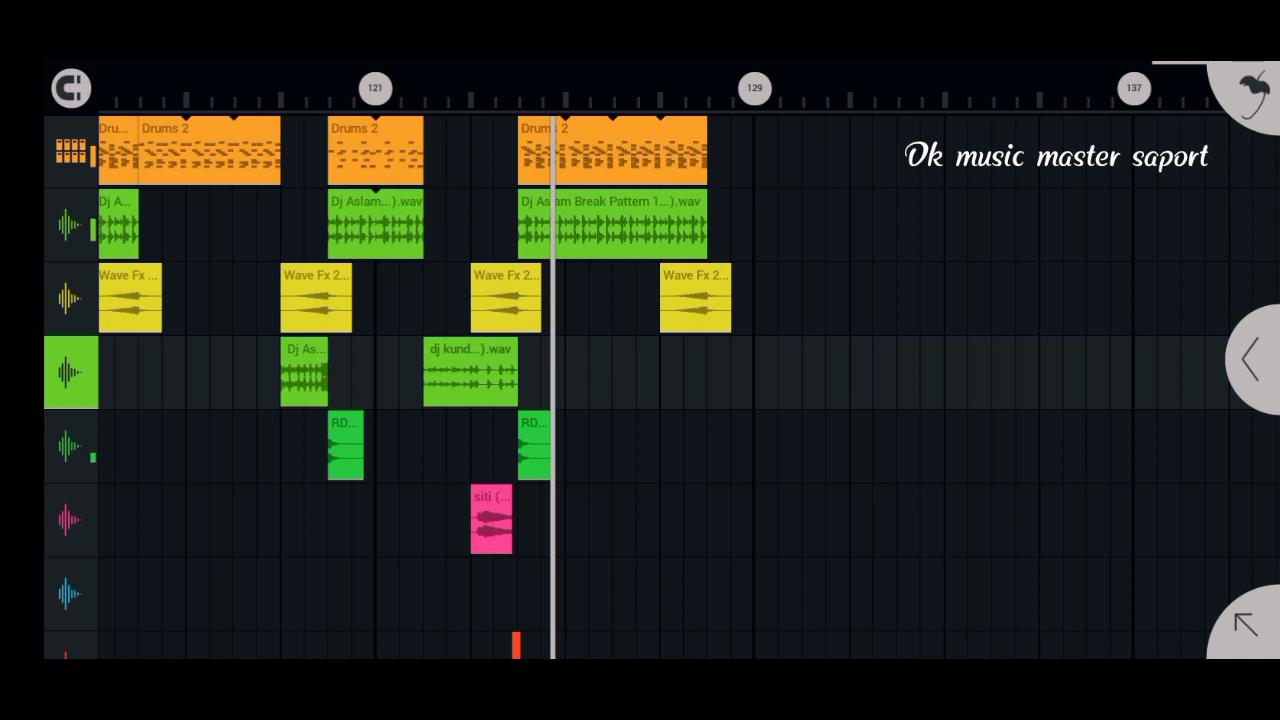 121 129 137
Dru... Drums 2 Drums 2 Drums 2
Dk music master saport
Dj A... Dj Aslam...).wav Dj Aslam Break Pattern 1...).wav
Wave Fx ... Wave Fx 2... Wave Fx 2... Wave Fx 2...
Dj As... dj kund...).wav
RD... RD...
siti (...